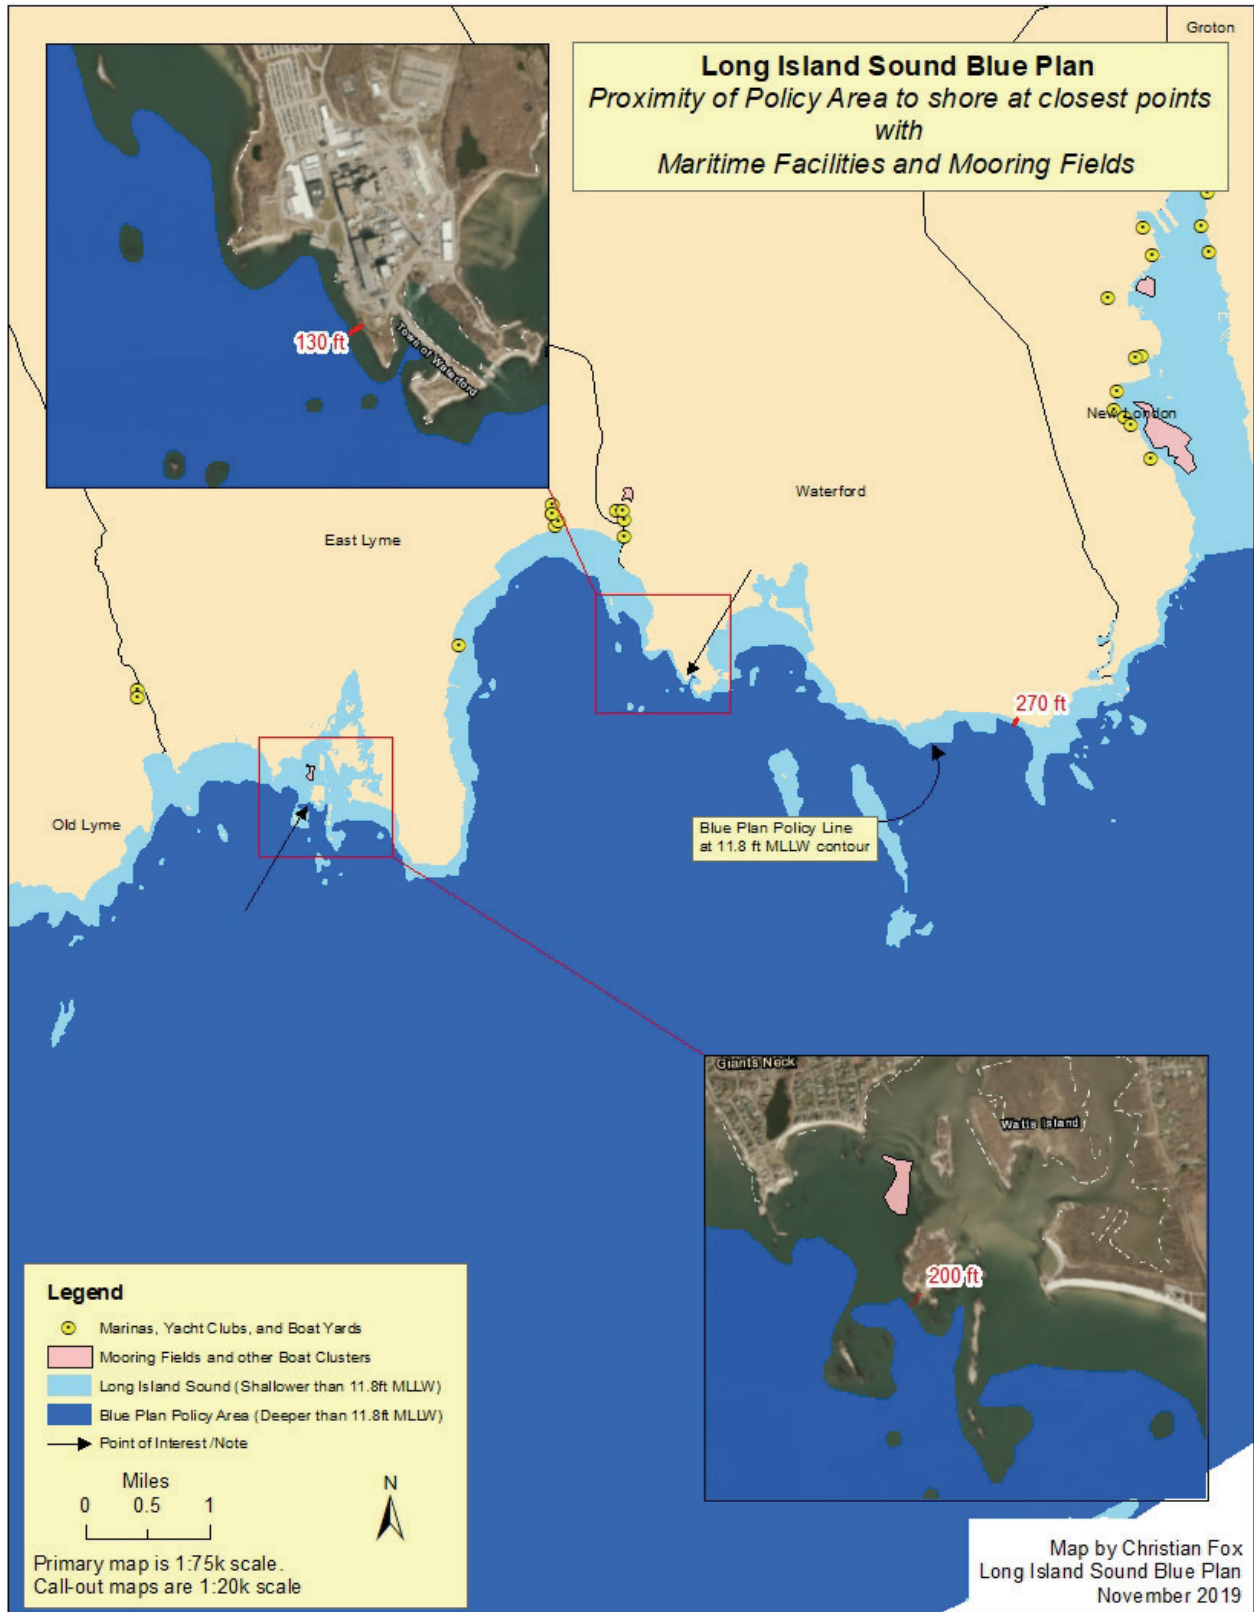 Groton
Long Island Sound Blue Plan
Proximity of Policy Area to shore at closest points
with
Maritime Facilities and Mooring Fields
130 ft
Town of Waterford
New London
Waterford
East Lyme
270 ft
Old Lyme
Blue Plan Policy Line
at 11.8 ft MLLW contour
Giants Neck
Watts Island
200 ft
Legend
Marinas, Yacht Clubs, and Boat Yards
Mooring Fields and other Boat Clusters
Long Island Sound (Shallower than 11.8ft MLLW)
Blue Plan Policy Area (Deeper than 11.8ft MLLW)
Point of Interest /Note
Miles
0 0.5 1
N
Primary map is 1:75k scale.
Call-out maps are 1:20k scale
Map by Christian Fox
Long Island Sound Blue Plan
November 2019